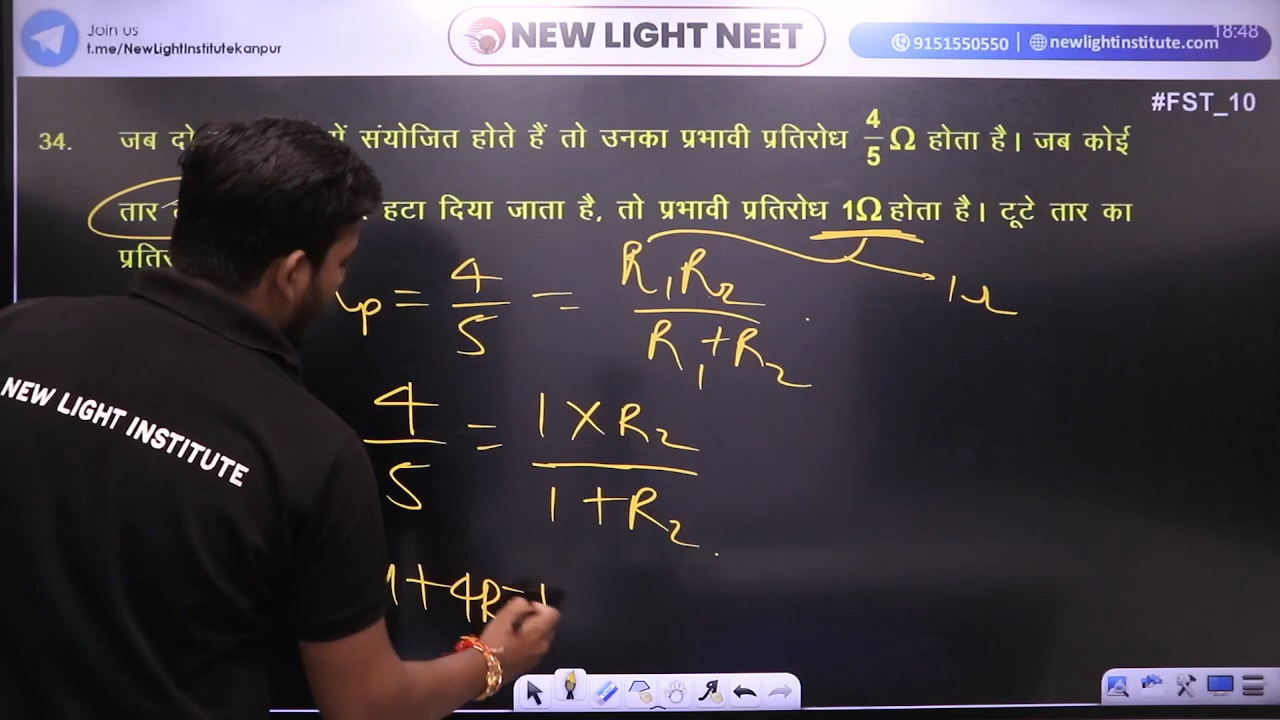 Join us
t.me/NewLightInstitutekanpur
NEW LIGHT NEET
9151550550 | newlightinstitute.com
18:48
#FST_10
34. जब दो में संयोजित होते हैं तो उनका प्रभावी प्रतिरोध 4/5 Ω होता है। जब कोई
तार हटा दिया जाता है, तो प्रभावी प्रतिरोध 1Ω होता है। टूटे तार का
= 4/5 = R₁R₂/R₁+R₂
1Ω
4/5 = 1×R₂/1+R₂
+4R
NEW LIGHT INSTITUTE